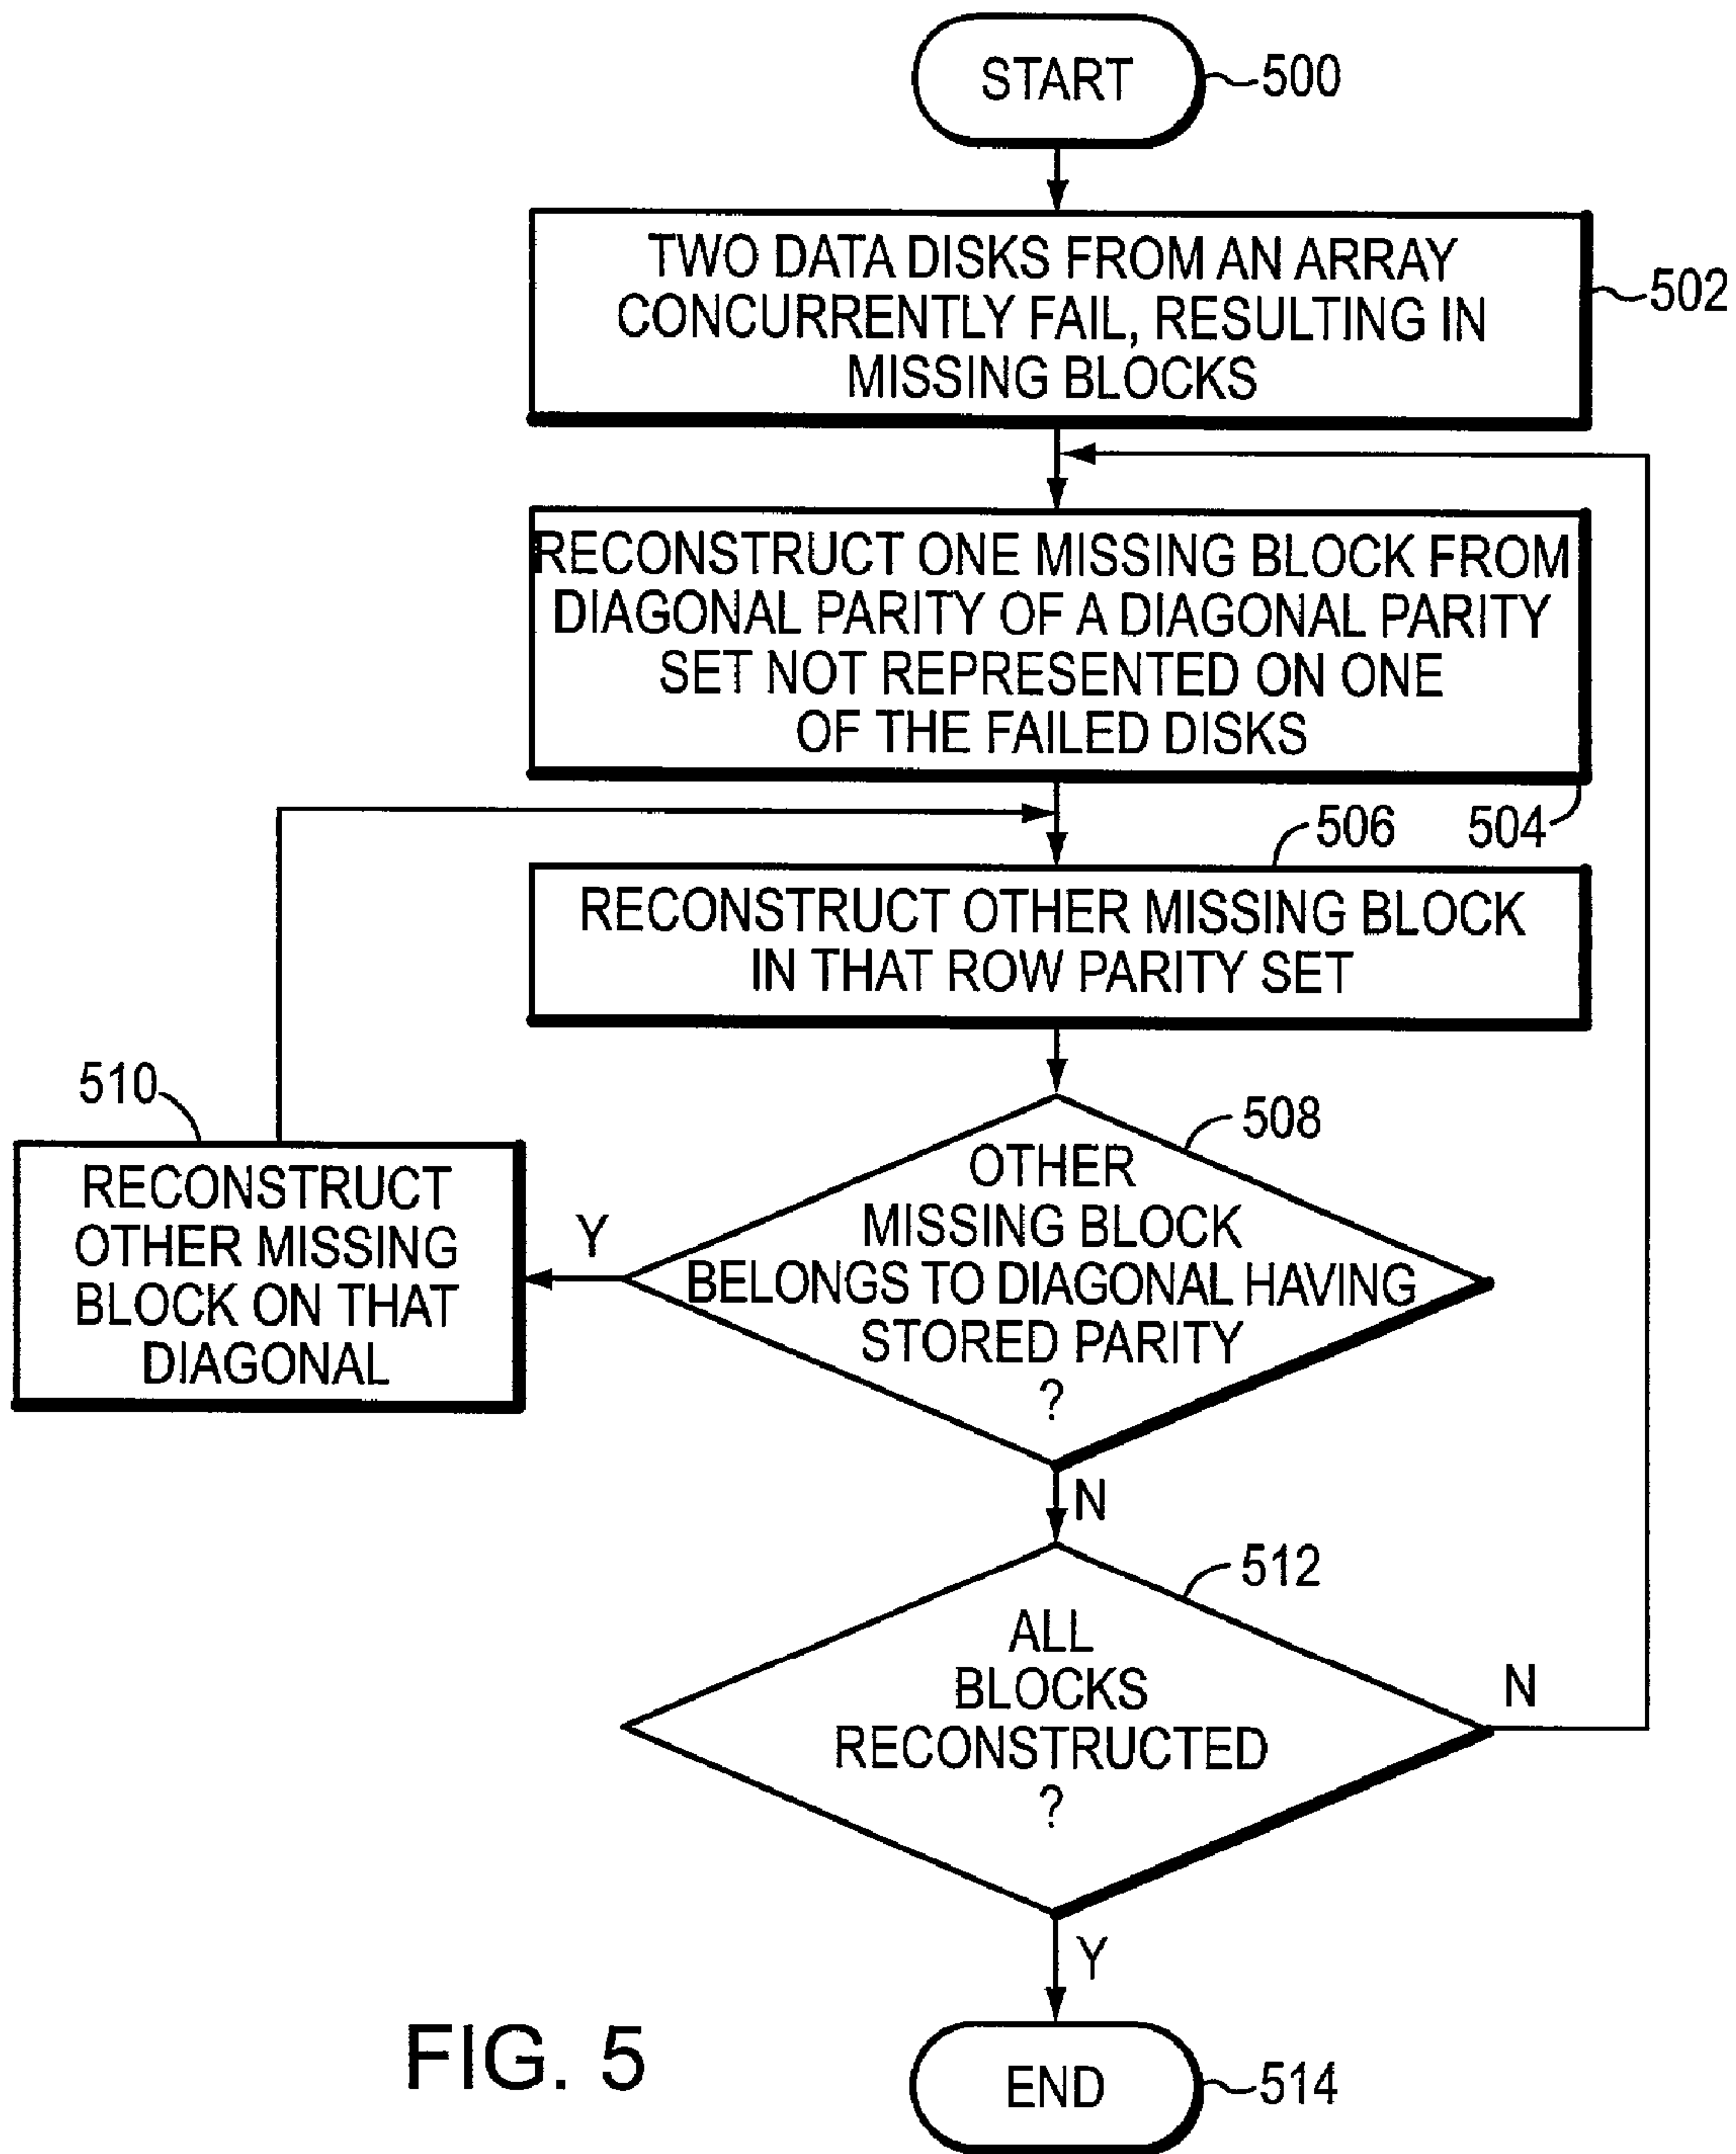 START
500
TWO DATA DISKS FROM AN ARRAY
CONCURRENTLY FAIL, RESULTING IN
MISSING BLOCKS
502
RECONSTRUCT ONE MISSING BLOCK FROM
DIAGONAL PARITY OF A DIAGONAL PARITY
SET NOT REPRESENTED ON ONE
OF THE FAILED DISKS
504
506
RECONSTRUCT OTHER MISSING BLOCK
IN THAT ROW PARITY SET
510
RECONSTRUCT
OTHER MISSING
BLOCK ON THAT
DIAGONAL
Y
508
OTHER
MISSING BLOCK
BELONGS TO DIAGONAL HAVING
STORED PARITY
?
N
512
ALL
BLOCKS
RECONSTRUCTED
?
N
Y
END
514
FIG. 5